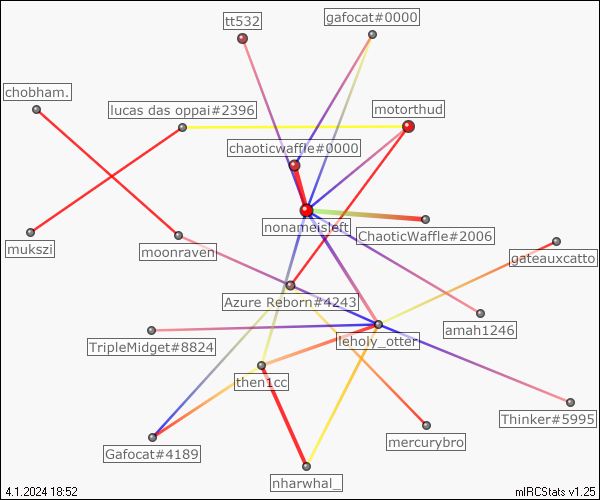 tt532
gafocat#0000
chobham.
lucas das oppai#2396
motorthud
chaoticwaffle#0000
nonameisleft
ChaoticWaffle#2006
mukszi
moonraven
gateauxcatto
Azure Reborn#4243
amah1246
TripleMidget#8824
leholy_otter
then1cc
Thinker#5995
Gafocat#4189
mercurybro
nharwhal_
4.1.2024 18:52
mIRCStats v1.25